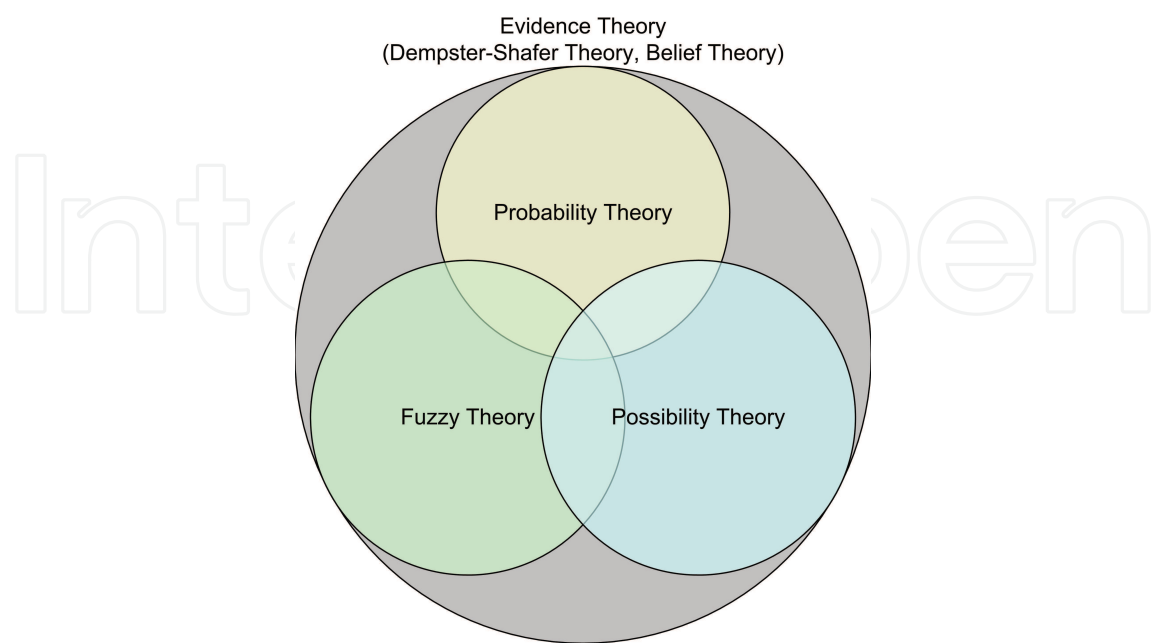 Evidence Theory
(Dempster-Shafer Theory, Belief Theory)
Probability Theory
Fuzzy Theory
Possibility Theory